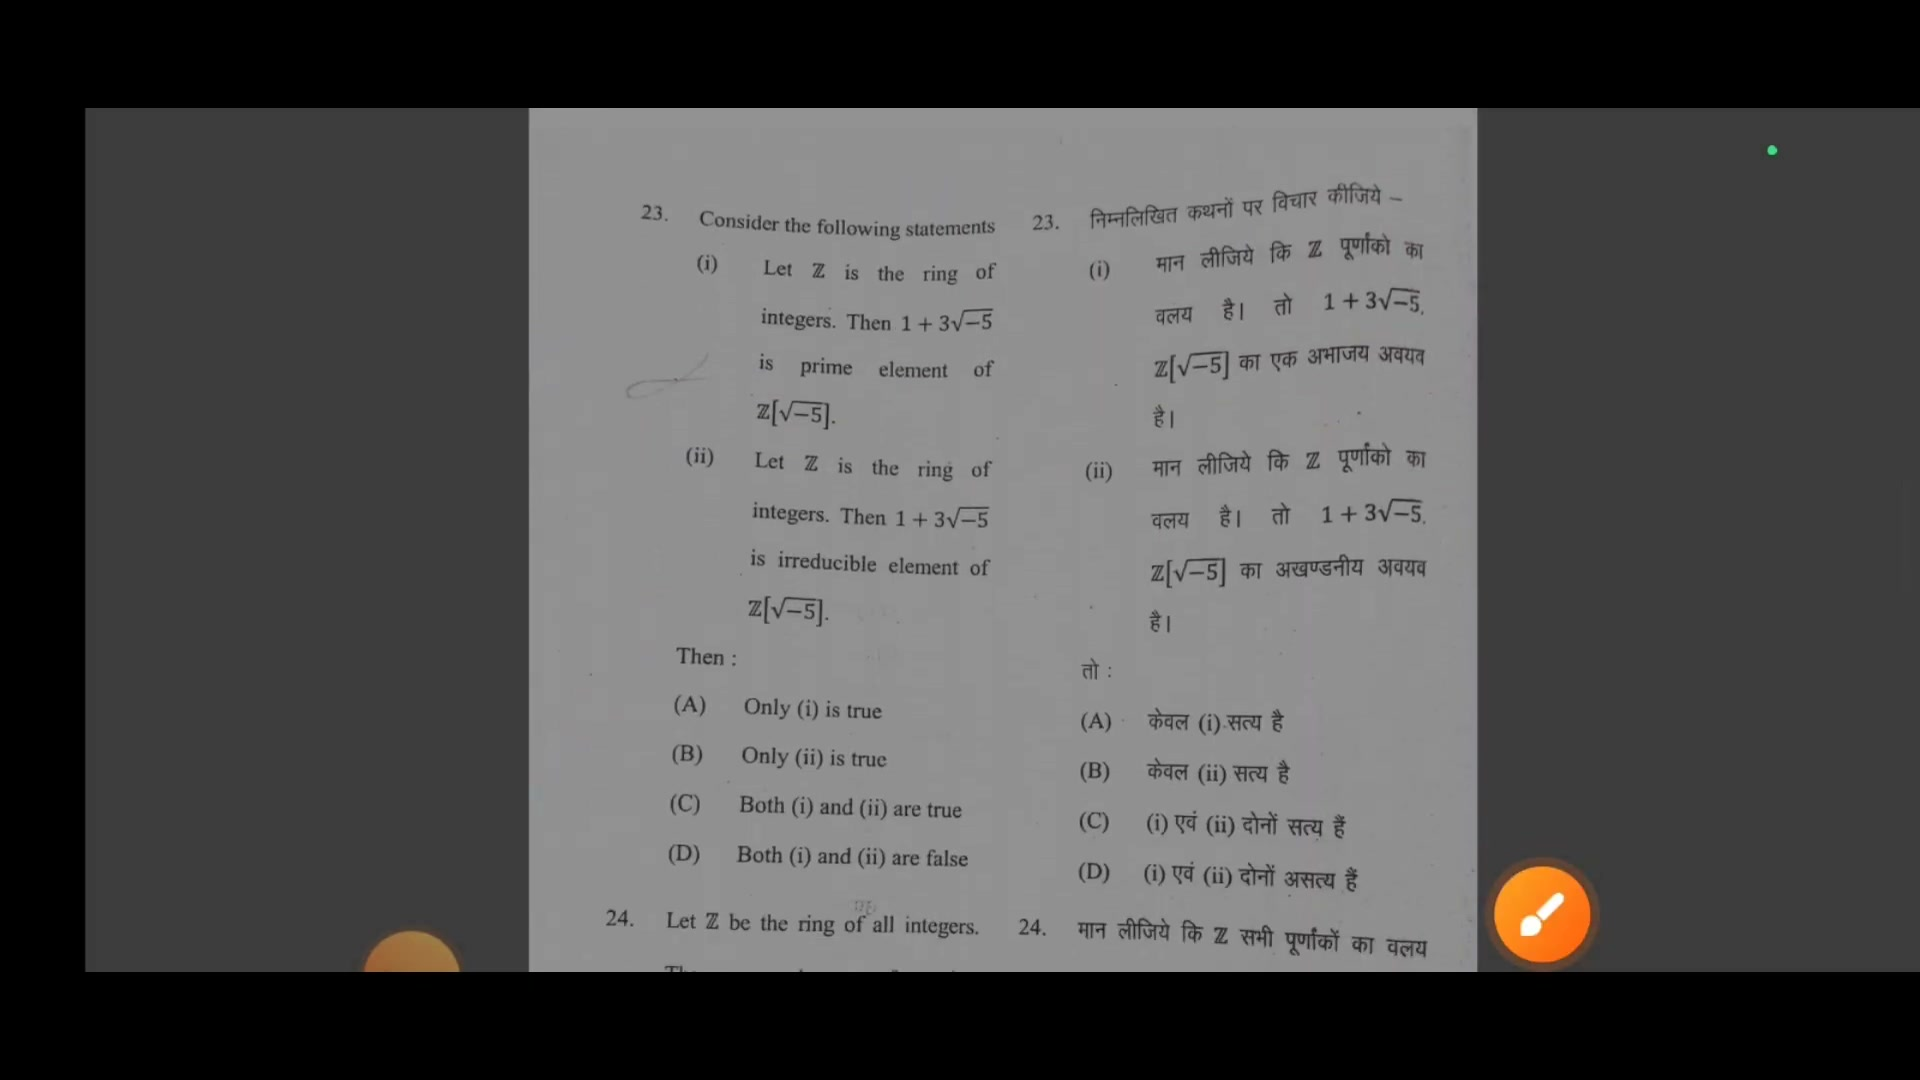 23. Consider the following statements
(i) Let ℤ is the ring of
integers. Then 1 + 3√−5
is prime element of
ℤ[√−5].
(ii) Let ℤ is the ring of
integers. Then 1 + 3√−5
is irreducible element of
ℤ[√−5].
Then :
(A) Only (i) is true
(B) Only (ii) is true
(C) Both (i) and (ii) are true
(D) Both (i) and (ii) are false
24. Let ℤ be the ring of all integers.
23. निम्नलिखित कथनों पर विचार कीजिये –
(i) मान लीजिये कि ℤ पूर्णांको का
वलय है। तो 1 + 3√−5,
ℤ[√−5] का एक अभाजय अवयव
है।
(ii) मान लीजिये कि ℤ पूर्णांको का
वलय है। तो 1 + 3√−5,
ℤ[√−5] का अखण्डनीय अवयव
है।
तो :
(A) केवल (i) सत्य है
(B) केवल (ii) सत्य है
(C) (i) एवं (ii) दोनों सत्य हैं
(D) (i) एवं (ii) दोनों असत्य हैं
24. मान लीजिये कि ℤ सभी पूर्णांकों का वलय